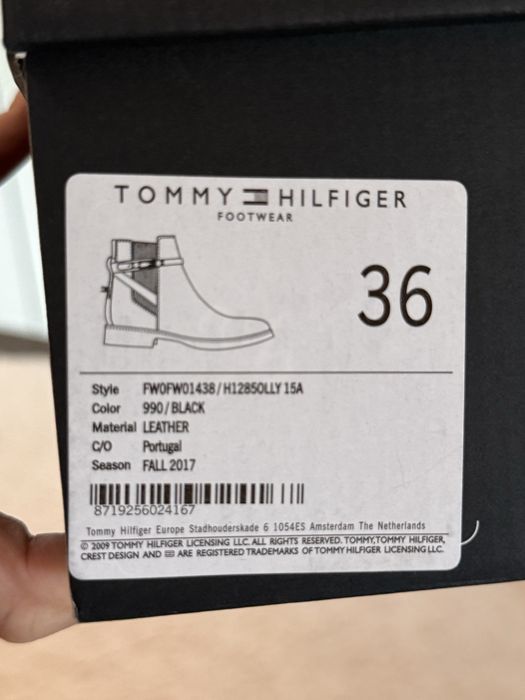 TOMMY HILFIGER
FOOTWEAR
36
Style FW0FW01438/H1285OLLY 15A
Color 990/BLACK
Material LEATHER
C/O Portugal
Season FALL 2017
8719256024167
Tommy Hilfiger Europe Stadhouderskade 6 1054ES Amsterdam The Netherlands
© 2009 TOMMY HILFIGER LICENSING LLC. ALL RIGHTS RESERVED. TOMMY,TOMMY HILFIGER,
CREST DESIGN AND ARE REGISTERED TRADEMARKS OF TOMMY HILFIGER LICENSING LLC.